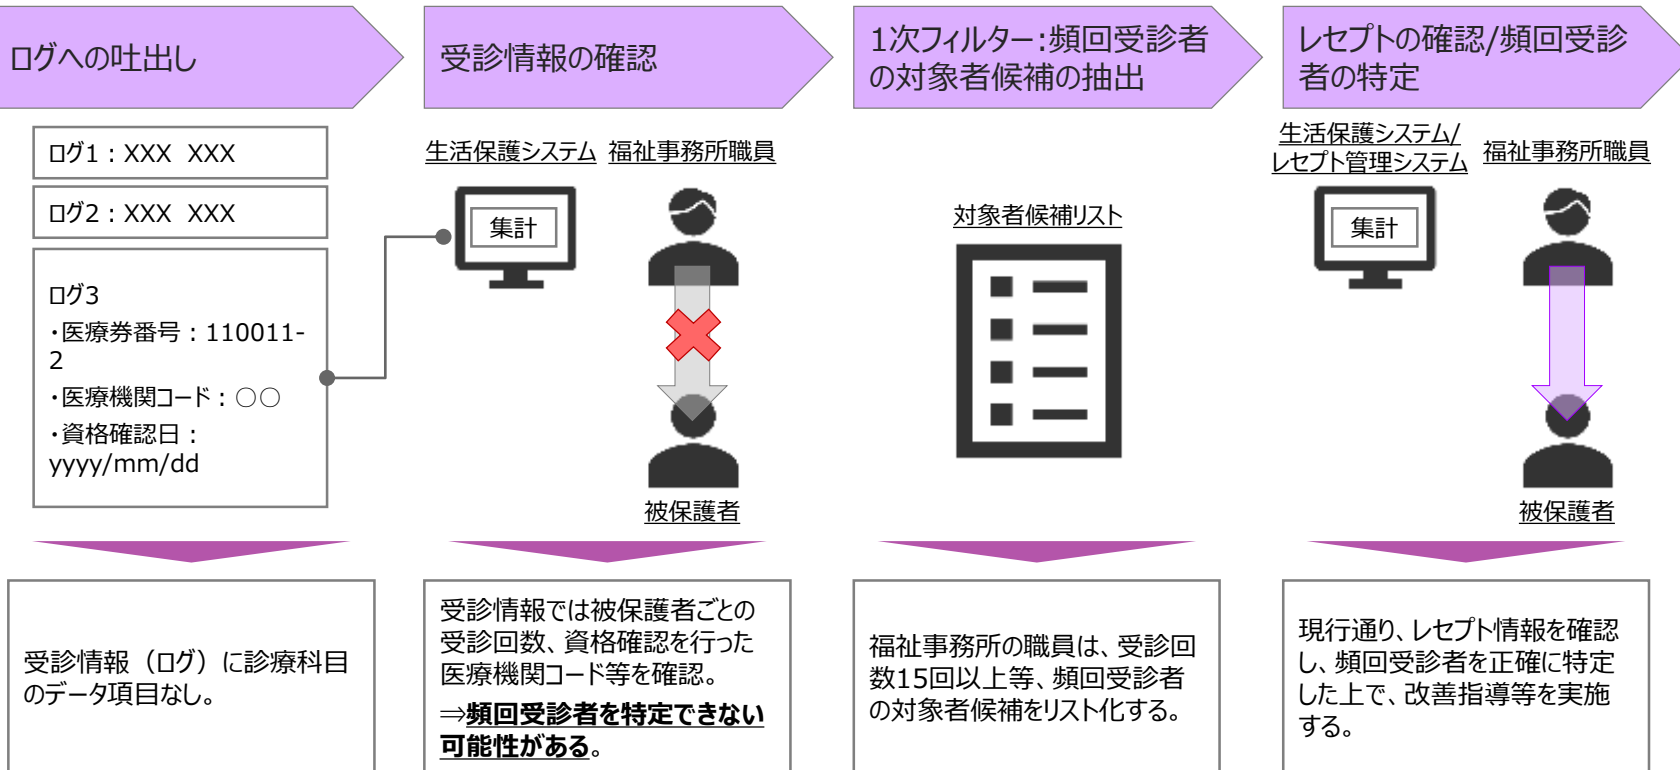 ログへの吐出し
受診情報の確認
1次フィルター：頻回受診者
の対象者候補の抽出
レセプトの確認/頻回受診
者の特定
ログ1：XXX XXX
ログ2：XXX XXX
ログ3
・医療券番号：110011-
2
・医療機関コード：○○
・資格確認日：
yyyy/mm/dd
生活保護システム
福祉事務所職員
集計
被保護者
対象者候補リスト
生活保護システム/
レセプト管理システム
福祉事務所職員
集計
被保護者
受診情報（ログ）に診療科目
のデータ項目なし。
受診情報では被保護者ごとの
受診回数、資格確認を行った
医療機関コード等を確認。
⇒頻回受診者を特定できない
可能性がある。
福祉事務所の職員は、受診回
数15回以上等、頻回受診者
の対象者候補をリスト化する。
現行通り、レセプト情報を確認
し、頻回受診者を正確に特定
した上で、改善指導等を実施
する。